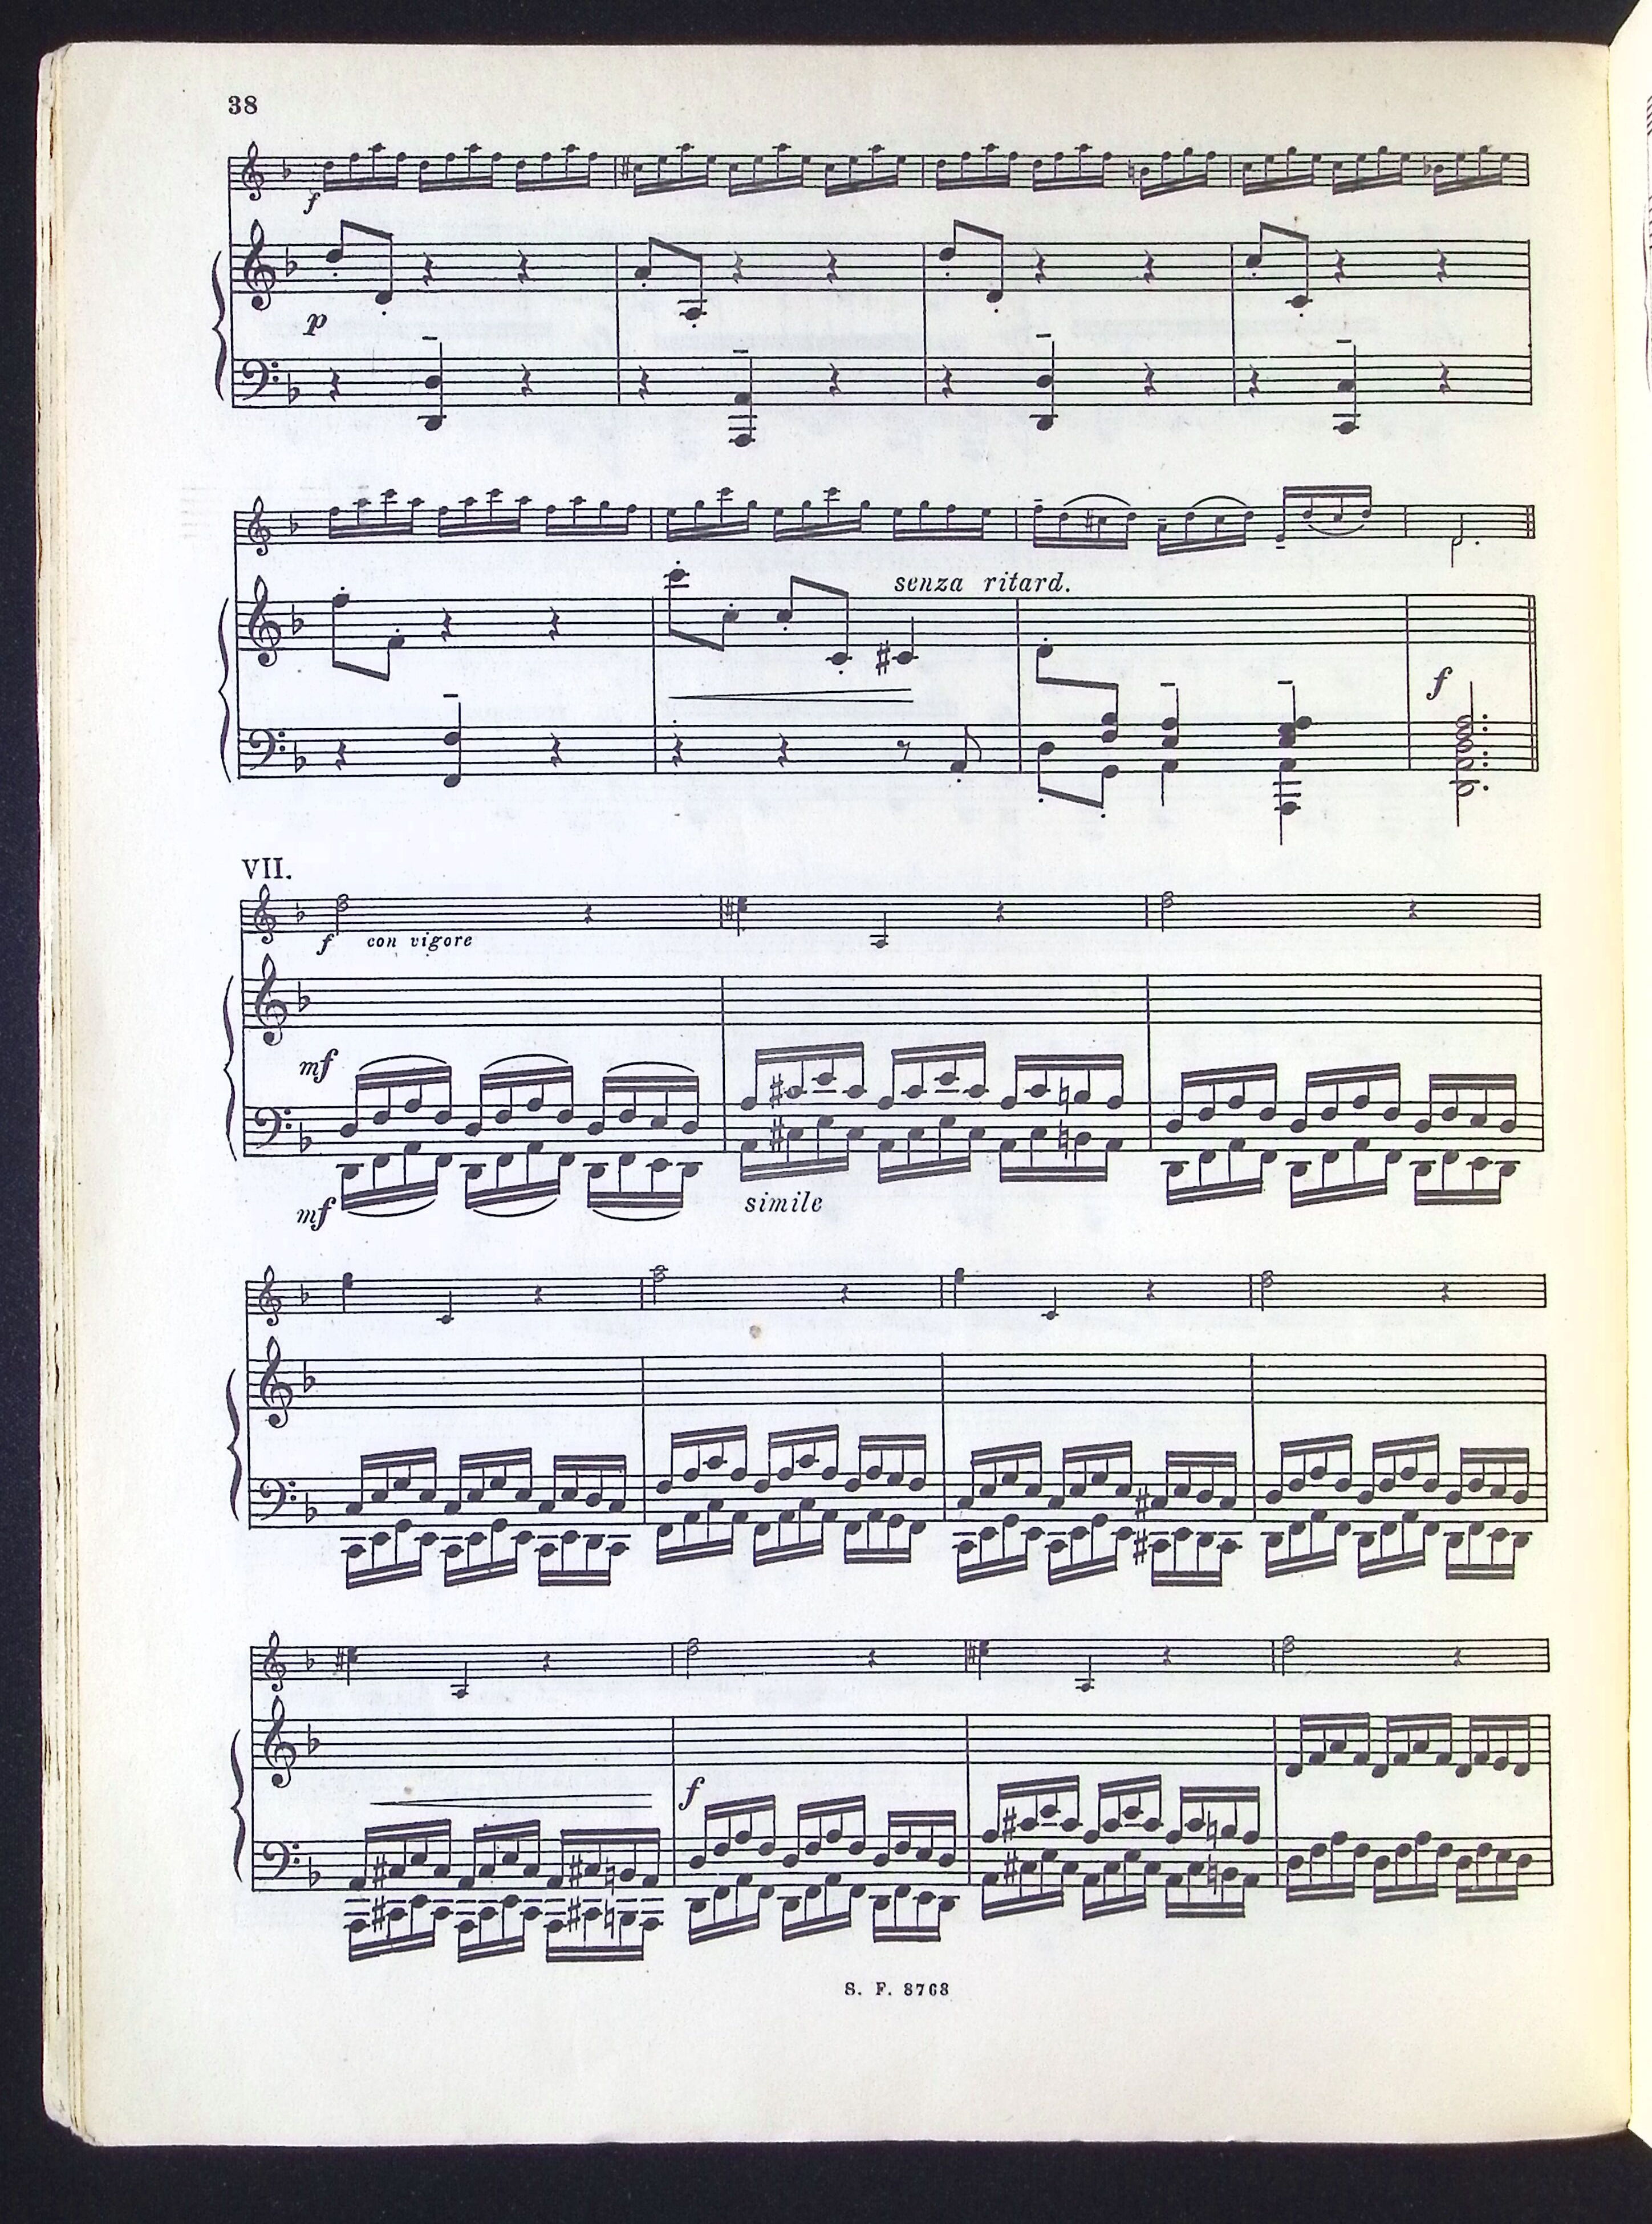 38
f
p
senza ritard.
f
VII.
f con vigore
mf
mf
simile
f
S. F. 8768